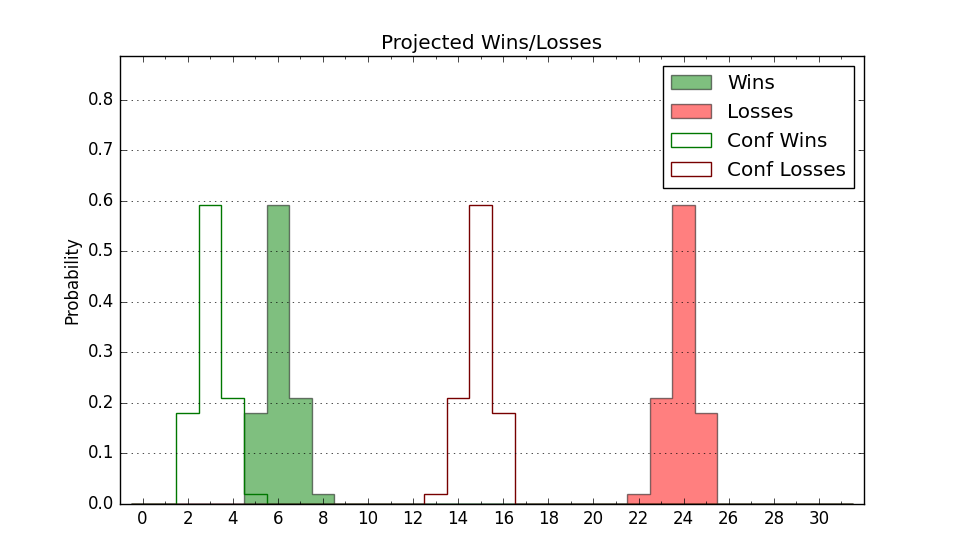 Projected Wins/Losses
Wins
Losses
Conf Wins
Conf Losses
Probability
0.8
0.7
0.6
0.5
0.4
0.3
0.2
0.1
0.0
0 2 4 6 8 10 12 14 16 18 20 22 24 26 28 30